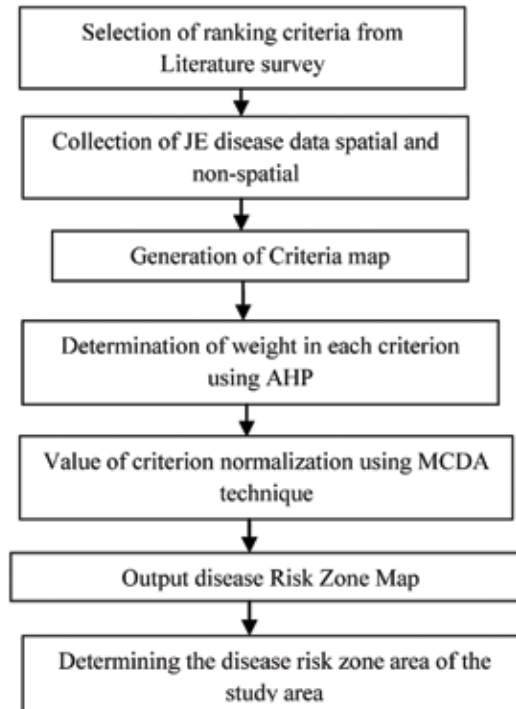 Selection of ranking criteria from
Literature survey
Collection of JE disease data spatial and
non-spatial
Generation of Criteria map
Determination of weight in each criterion
using AHP
Value of criterion normalization using MCDA
technique
Output disease Risk Zone Map
Determining the disease risk zone area of the
study area